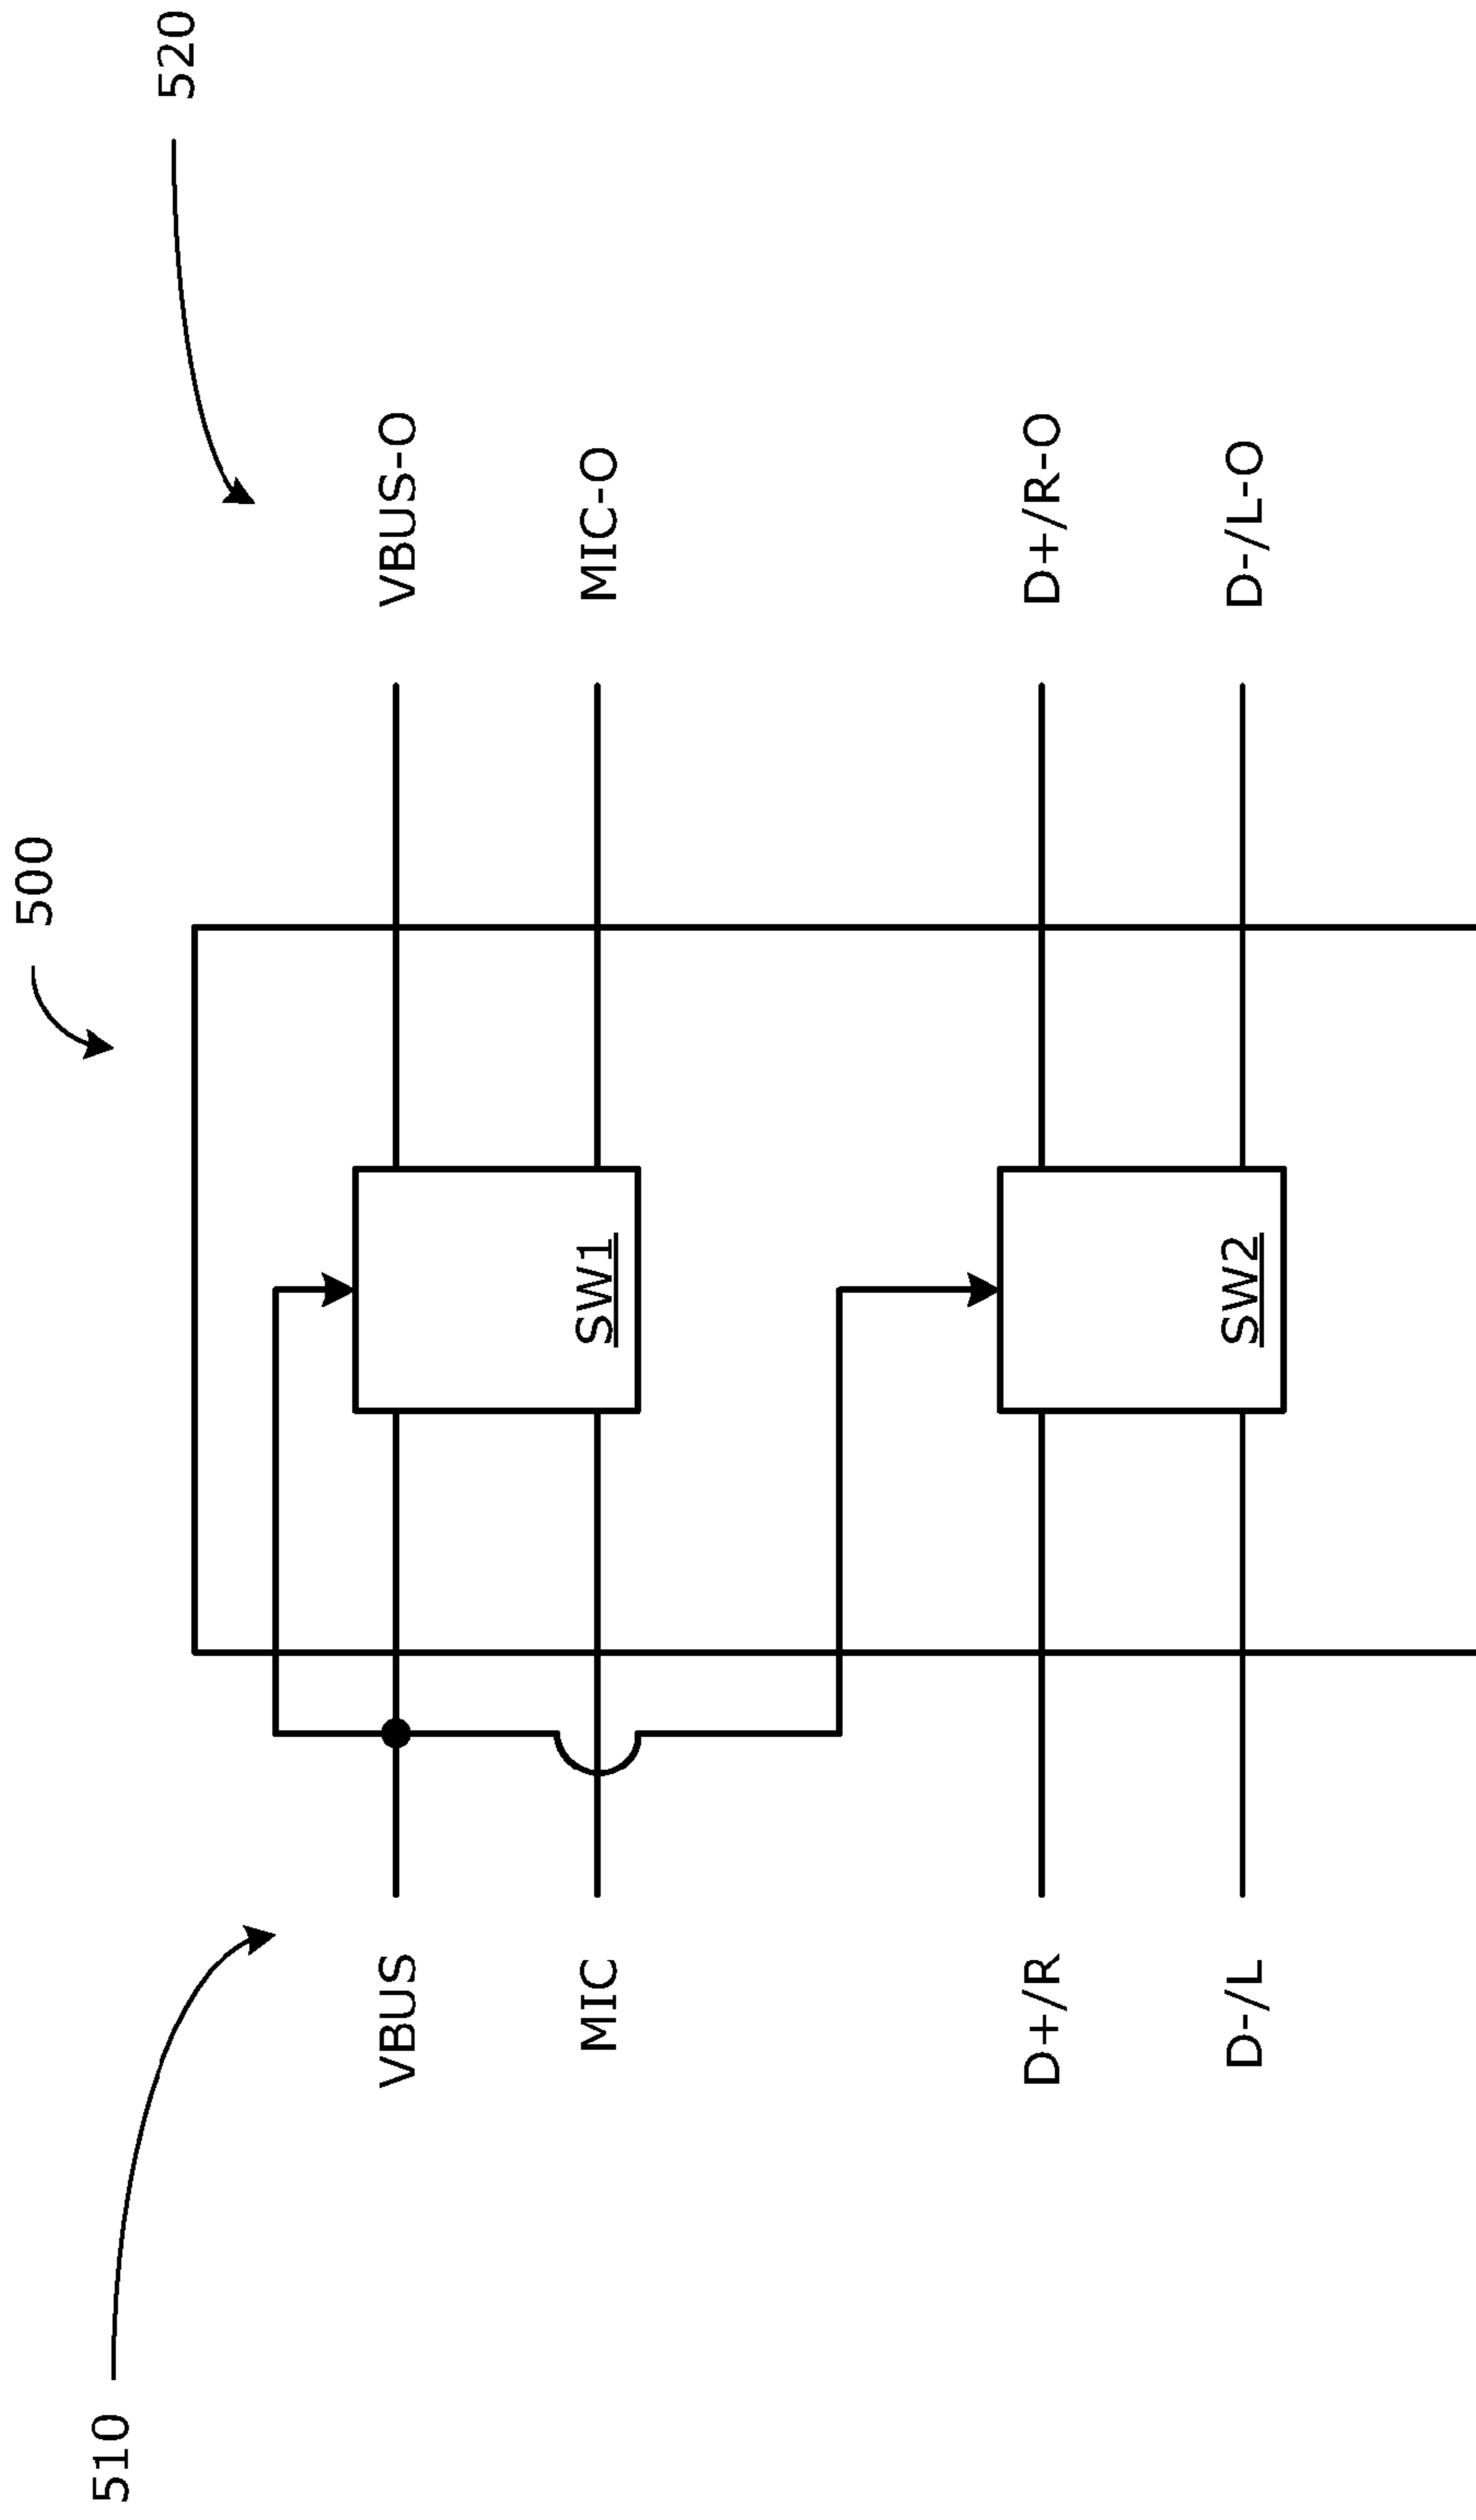 500
510
520
VBUS
VBUS-O
MIC
SW1
MIC-O
D+/R
D+/R-O
D-/L
SW2
D-/L-O